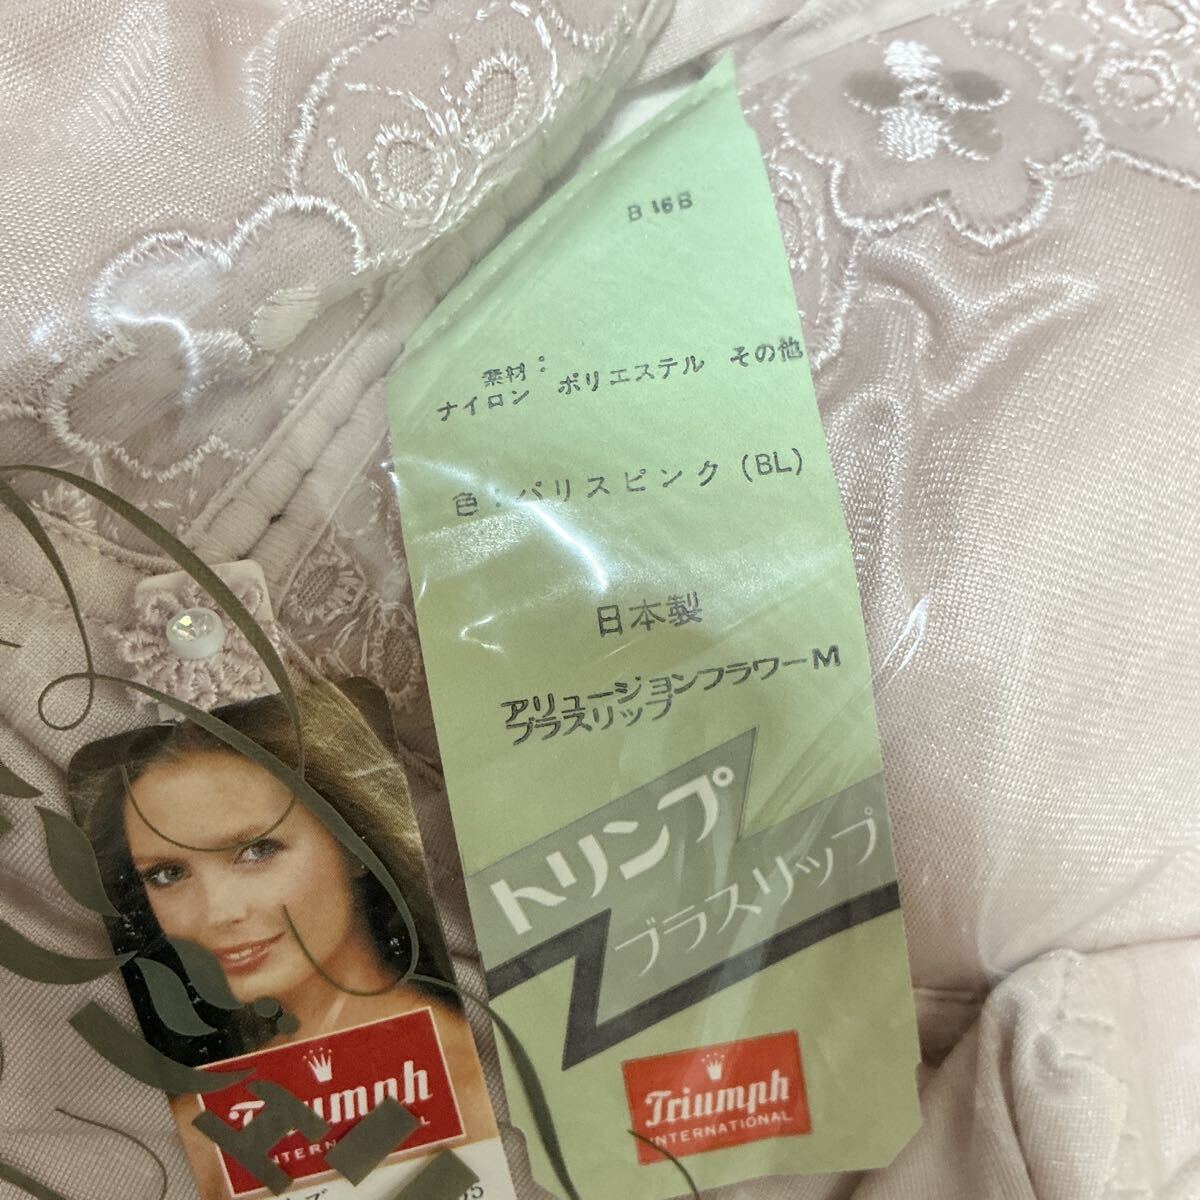 B 16B
素材:
ナイロン ポリエステル その他
色:パリスピンク(BL)
日本製
アリュージョンフラワーM
ブラスリップ
トリンプ
ブラスリップ
Triumph
INTERNATIONAL
Triumph
INTERNATIONAL